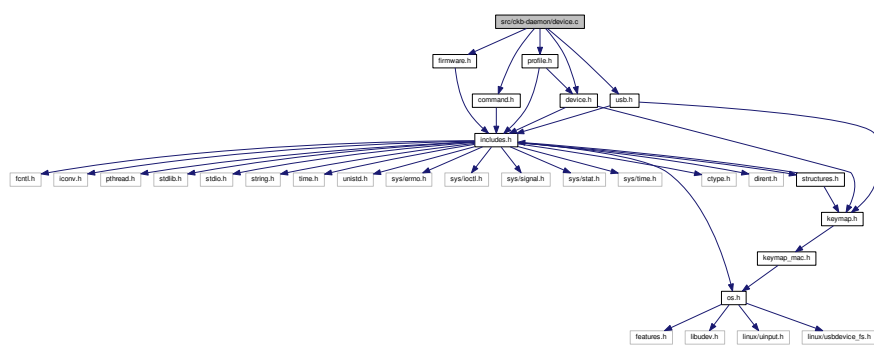 src/ckb-daemon/device.c
firmware.h
profile.h
command.h
device.h
usb.h
includes.h
fcntl.h
iconv.h
pthread.h
stdlib.h
stdio.h
string.h
time.h
unistd.h
sys/errno.h
sys/ioctl.h
sys/signal.h
sys/stat.h
sys/time.h
ctype.h
dirent.h
structures.h
keymap.h
keymap_mac.h
os.h
features.h
libudev.h
linux/uinput.h
linux/usbdevice_fs.h